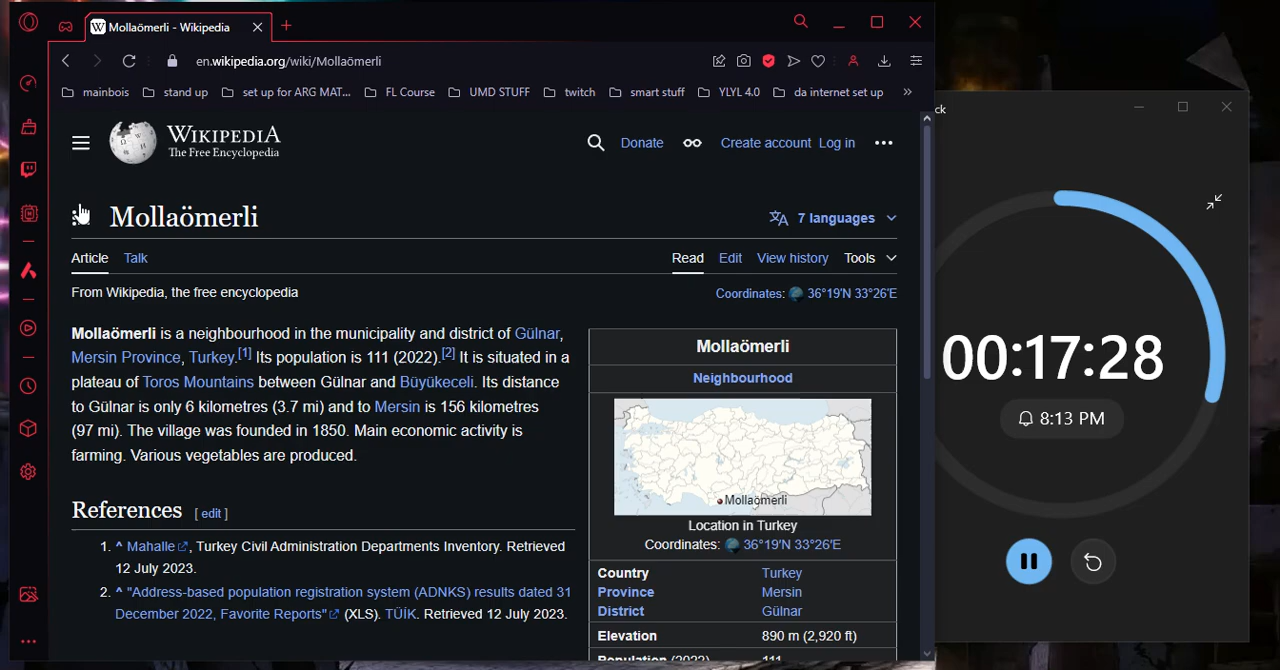 Mollaömerli - Wikipedia
en.wikipedia.org/wiki/Mollaömerli
mainbois
stand up
set up for ARG MAT...
FL Course
UMD STUFF
twitch
smart stuff
YLYL 4.0
da internet set up
»
WIKIPEDIA
The Free Encyclopedia
Donate
Create account
Log in
Mollaömerli
7 languages
Article
Talk
Read
Edit
View history
Tools
From Wikipedia, the free encyclopedia
Coordinates: 36°19′N 33°26′E
Mollaömerli is a neighbourhood in the municipality and district of Gülnar,
Mersin Province, Turkey.[1] Its population is 111 (2022).[2] It is situated in a
plateau of Toros Mountains between Gülnar and Büyükeceli. Its distance
to Gülnar is only 6 kilometres (3.7 mi) and to Mersin is 156 kilometres
(97 mi). The village was founded in 1850. Main economic activity is
farming. Various vegetables are produced.
References [ edit ]
1. ^ Mahalle, Turkey Civil Administration Departments Inventory. Retrieved
12 July 2023.
2. ^ "Address-based population registration system (ADNKS) results dated 31
December 2022, Favorite Reports" (XLS). TÜİK. Retrieved 12 July 2023.
Mollaömerli
Neighbourhood
Mollaömerli
Location in Turkey
Coordinates: 36°19′N 33°26′E
Country Turkey
Province Mersin
District Gülnar
Elevation 890 m (2,920 ft)
Population (2022) 111
ck
00:17:28
8:13 PM